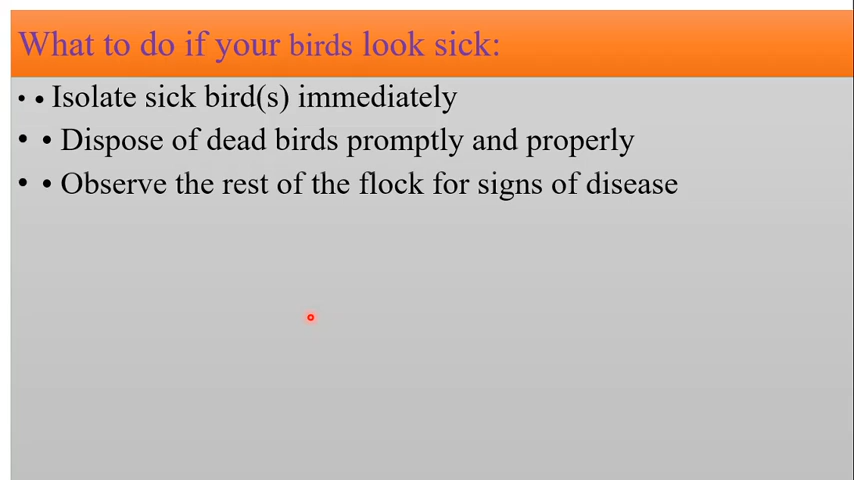 What to do if your birds look sick:
• • Isolate sick bird(s) immediately
• • Dispose of dead birds promptly and properly
• • Observe the rest of the flock for signs of disease